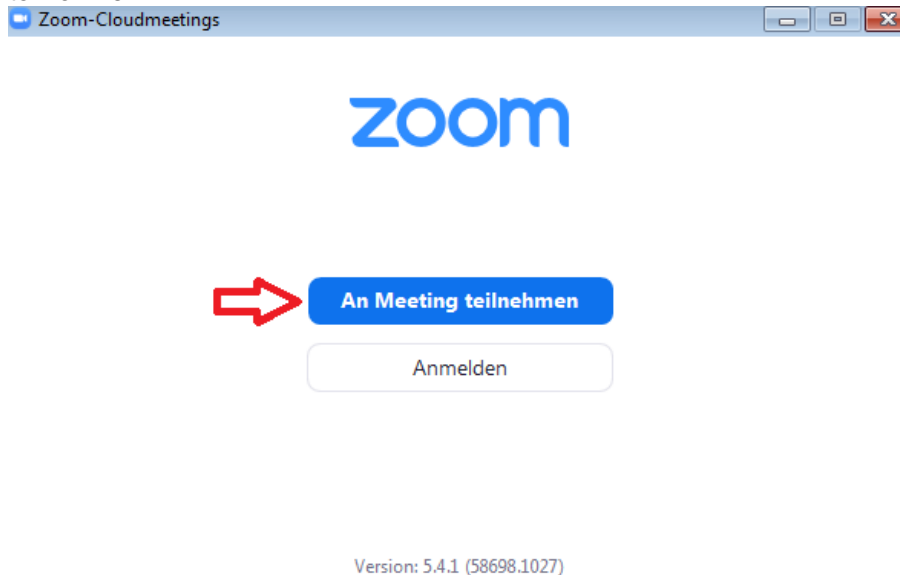 Zoom-Cloudmeetings
zoom
An Meeting teilnehmen
Anmelden
Version: 5.4.1 (58698.1027)